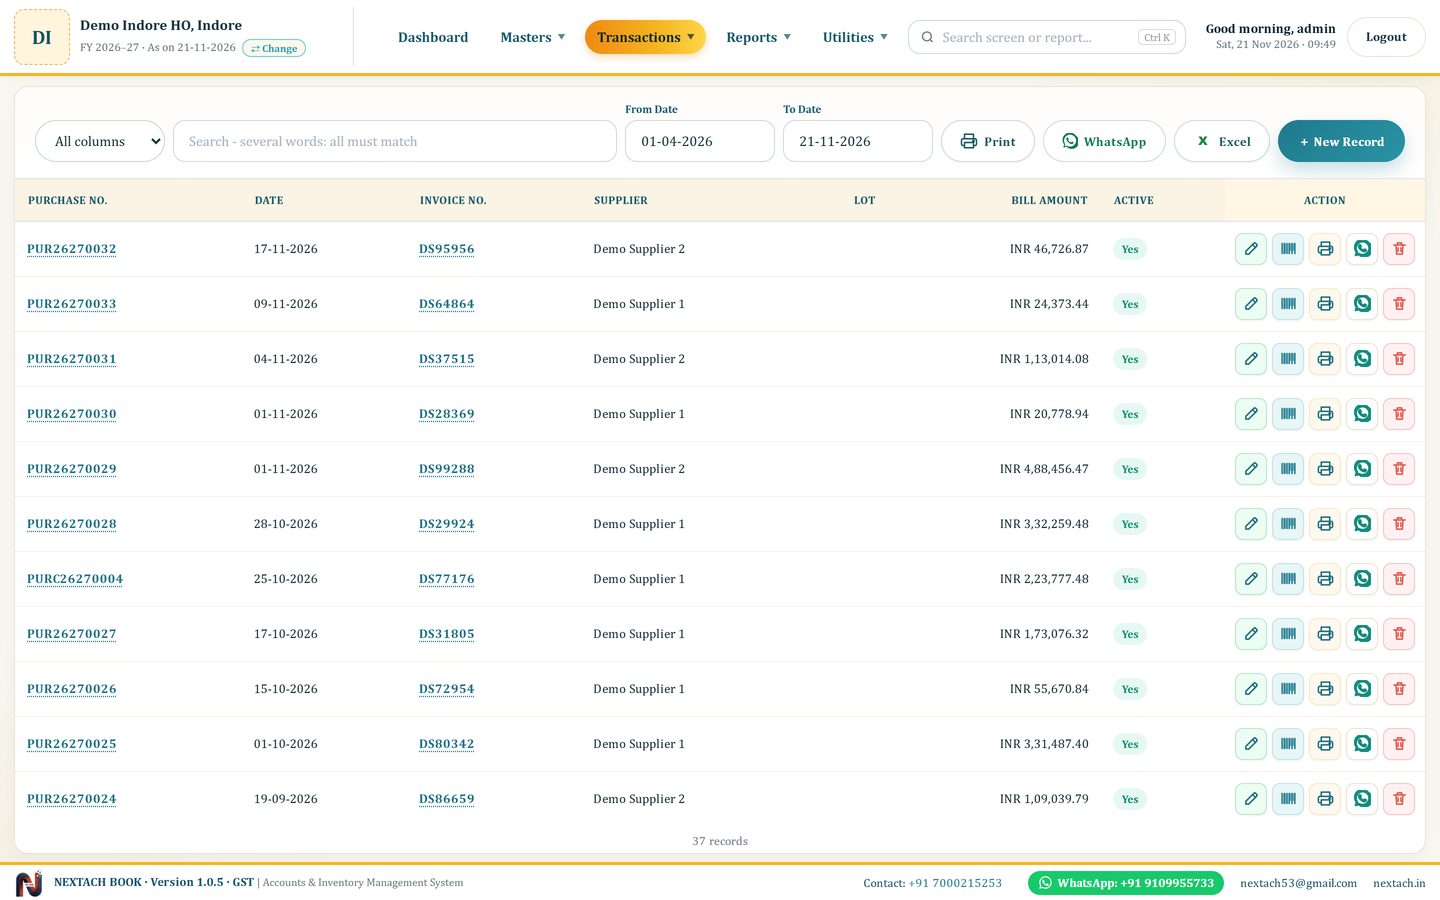 DI
Demo Indore HO, Indore
FY 2026-27 · As on 21-11-2026 ⇄ Change
Dashboard Masters ▼ Transactions ▼ Reports ▼ Utilities ▼
Search screen or report... Ctrl K
Good morning, admin
Sat, 21 Nov 2026 · 09:49
Logout
From Date To Date
All columns Search - several words: all must match 01-04-2026 21-11-2026 Print WhatsApp X Excel + New Record
PURCHASE NO. DATE INVOICE NO. SUPPLIER LOT BILL AMOUNT ACTIVE ACTION
PUR26270032 17-11-2026 DS95956 Demo Supplier 2 INR 46,726.87 Yes
PUR26270033 09-11-2026 DS64864 Demo Supplier 1 INR 24,373.44 Yes
PUR26270031 04-11-2026 DS37515 Demo Supplier 2 INR 1,13,014.08 Yes
PUR26270030 01-11-2026 DS28369 Demo Supplier 1 INR 20,778.94 Yes
PUR26270029 01-11-2026 DS99288 Demo Supplier 2 INR 4,88,456.47 Yes
PUR26270028 28-10-2026 DS29924 Demo Supplier 1 INR 3,32,259.48 Yes
PURC26270004 25-10-2026 DS77176 Demo Supplier 1 INR 2,23,777.48 Yes
PUR26270027 17-10-2026 DS31805 Demo Supplier 1 INR 1,73,076.32 Yes
PUR26270026 15-10-2026 DS72954 Demo Supplier 1 INR 55,670.84 Yes
PUR26270025 01-10-2026 DS80342 Demo Supplier 1 INR 3,31,487.40 Yes
PUR26270024 19-09-2026 DS86659 Demo Supplier 2 INR 1,09,039.79 Yes
37 records
N NEXTACH BOOK · Version 1.0.5 · GST | Accounts & Inventory Management System
Contact: +91 7000215253 WhatsApp: +91 9109955733 nextach53@gmail.com nextach.in